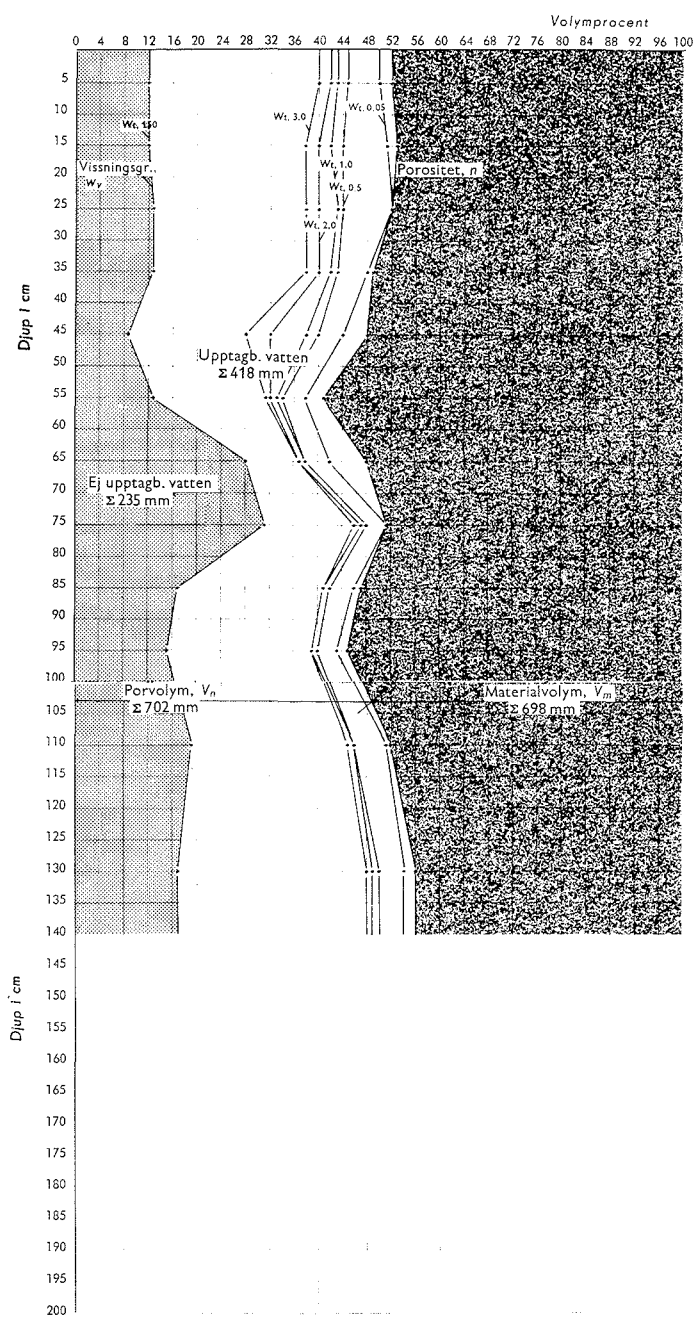 Volymprocent
0 4 8 12 16 20 24 28 32 36 40 44 48 52 56 60 64 68 72 76 80 84 88 92 96 100
5
10
Wt, 3.0
Wt, 0.05
Wt, 150
15
Vissningsgr.,
wv
Wt, 1.0
Porositet, n
20
Wt, 0.5
25
Wt, 2.0
30
35
Djup i cm
40
45
Upptagb. vatten
Σ 418 mm
50
55
60
65
Ej upptagb. vatten
Σ 235 mm
70
75
80
85
90
95
100
Porvolym, Vn
Σ 702 mm
Materialvolym, Vm
Σ 698 mm
105
110
115
120
125
130
135
140
145
150
Djup i cm
155
160
165
170
175
180
185
190
195
200